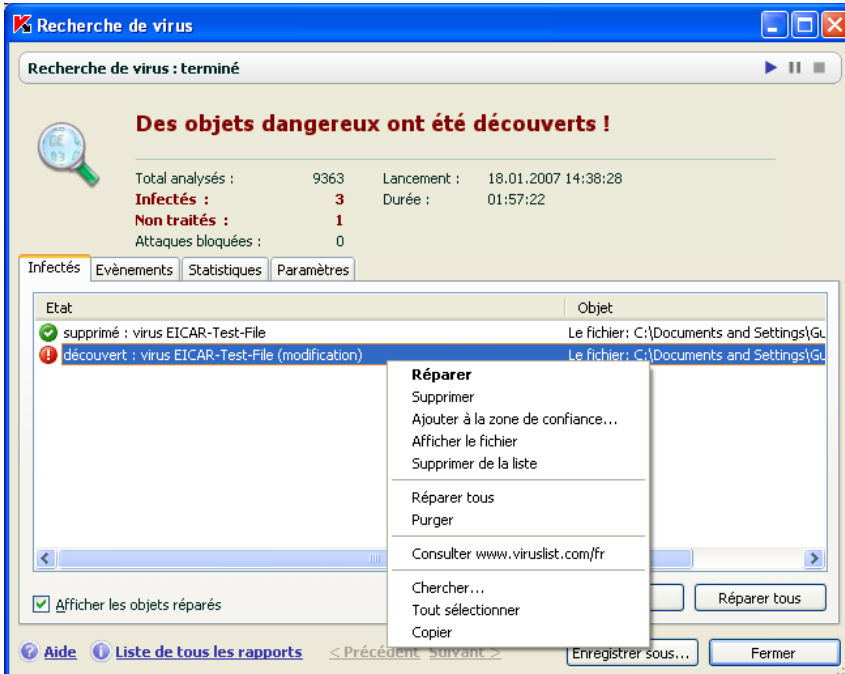 Recherche de virus
Recherche de virus : terminé
Des objets dangereux ont été découverts !
Total analysés : 9363 Lancement : 18.01.2007 14:38:28
Infectés : 3 Durée : 01:57:22
Non traités : 1
Attaques bloquées : 0
Infectés Evènements Statistiques Paramètres
Etat Objet
supprimé : virus EICAR-Test-File Le fichier: C:\Documents and Settings\Gu
découvert : virus EICAR-Test-File (modification) Le fichier: C:\Documents and Settings\Gu
Réparer
Supprimer
Ajouter à la zone de confiance...
Afficher le fichier
Supprimer de la liste
Réparer tous
Purger
Consulter www.viruslist.com/fr
Chercher...
Tout sélectionner
Copier
Afficher les objets réparés Réparer tous
Aide Liste de tous les rapports < Précédent Suivant > Enregistrer sous... Fermer